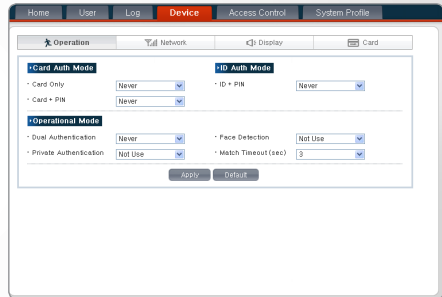 Home User Log Device Access Control System Profile
Operation Network Display Card
Card Auth Mode ID Auth Mode
Card Only Never ID + PIN Never
Card + PIN Never
Operational Mode
Dual Authentication Never Face Detection Not Use
Private Authentication Not Use Match Timeout (sec) 3
Apply Default